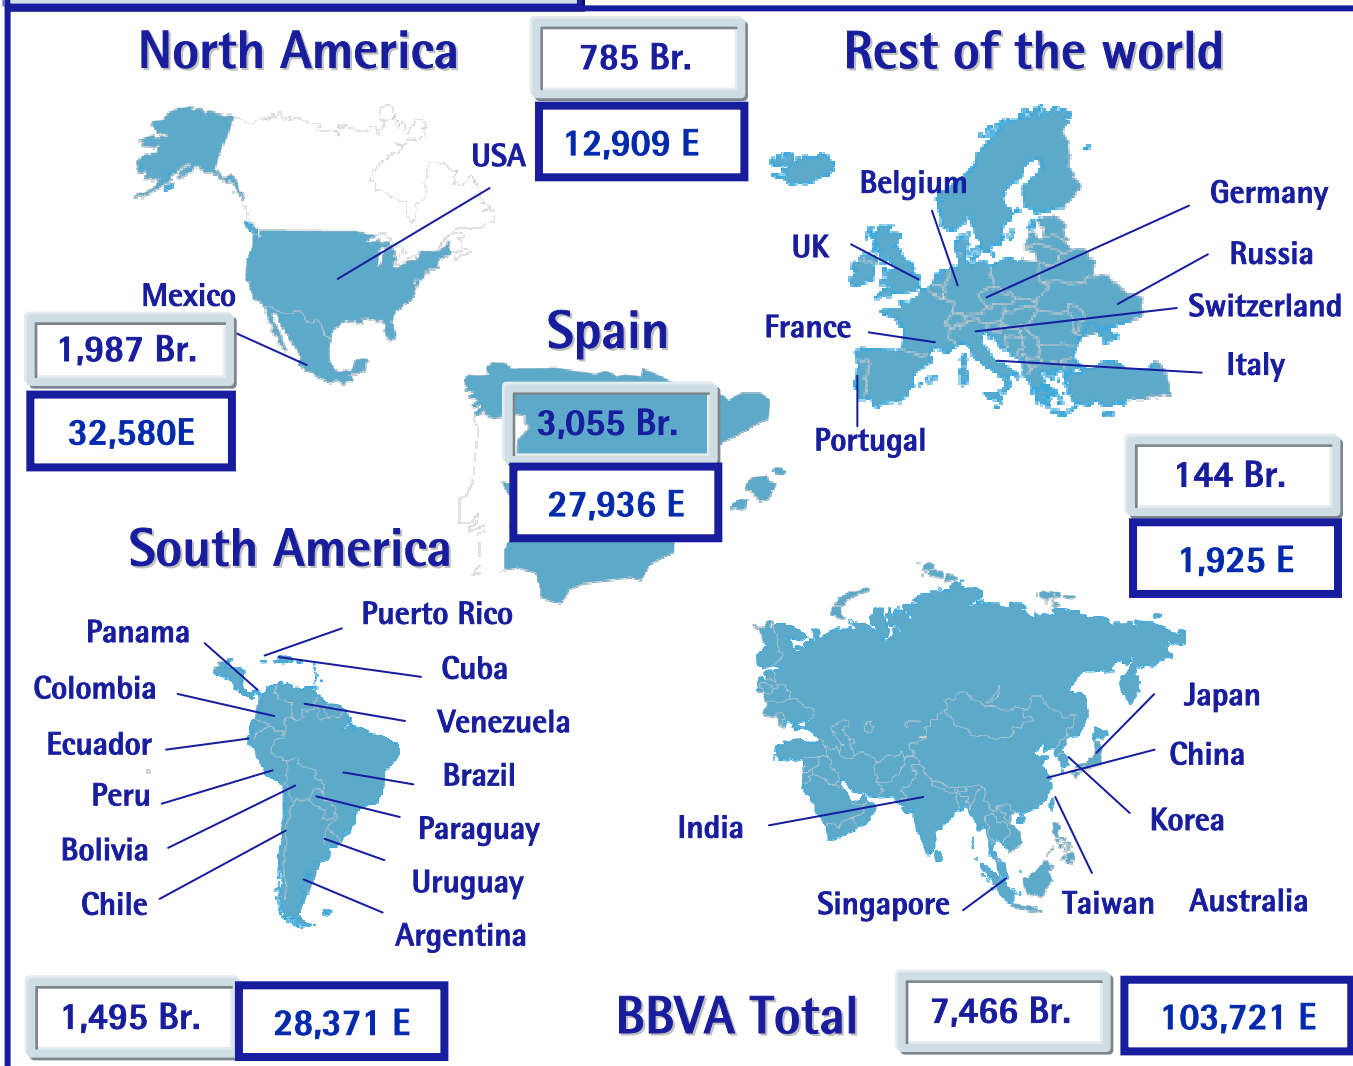 North America
785 Br.
12,909 E
USA
Mexico
1,987 Br.
32,580E
Spain
3,055 Br.
27,936 E
Rest of the world
Belgium
Germany
UK
Russia
Switzerland
France
Italy
Portugal
144 Br.
1,925 E
South America
Puerto Rico
Panama
Cuba
Colombia
Venezuela
Ecuador
Brazil
Peru
Paraguay
Bolivia
Uruguay
Chile
Argentina
1,495 Br.
28,371 E
Japan
China
Korea
India
Singapore
Taiwan
Australia
BBVA Total
7,466 Br.
103,721 E